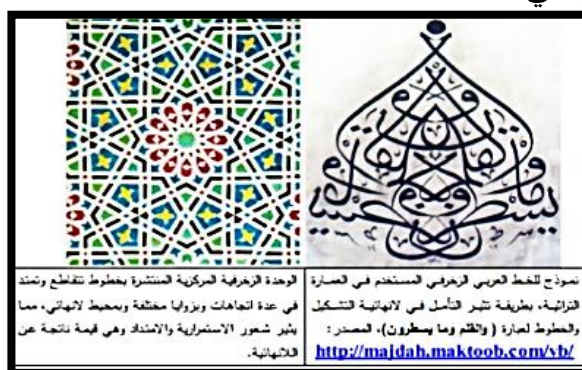 ي
نموذج للخط العربي الزخرفي المستخدم في العمارة
التراثية، بطريقة تثير التأمل في لانهائية التشكيل
والخطوط لعبارة ( والقلم وما يسطرون)، المصدر :
http://majdah.maktoob.com/vb/
الوحدة الزخرفية المركزية المنتشرة بخطوط تتقاطع وتمتد
في عدة اتجاهات وبزوايا مختلفة وبمحيط لانهائي، مما
يثير شعور الاستمرارية والامتداد وهي قيمة ناتجة عن
اللانهائية.